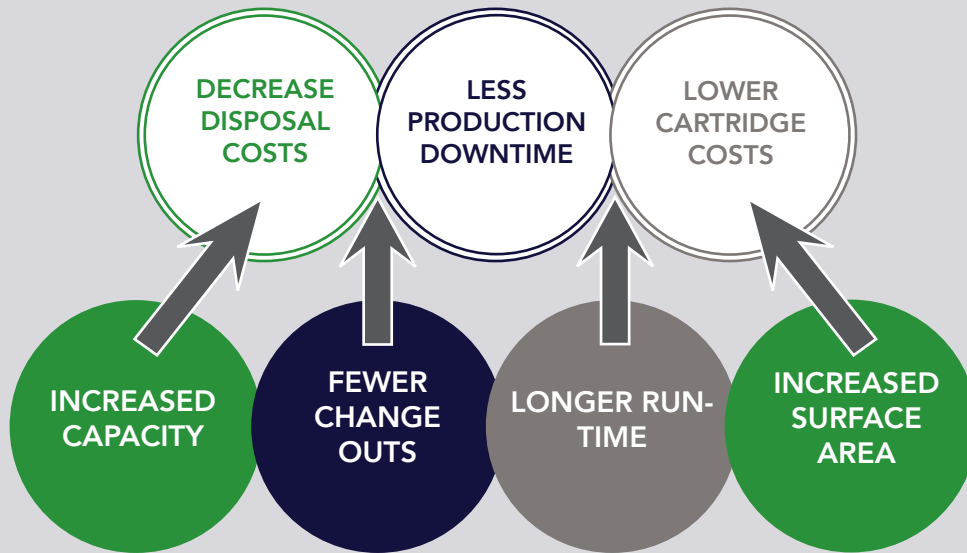 DECREASE
DISPOSAL
COSTS
LESS
PRODUCTION
DOWNTIME
LOWER
CARTRIDGE
COSTS
INCREASED
CAPACITY
FEWER
CHANGE
OUTS
LONGER RUN-
TIME
INCREASED
SURFACE
AREA